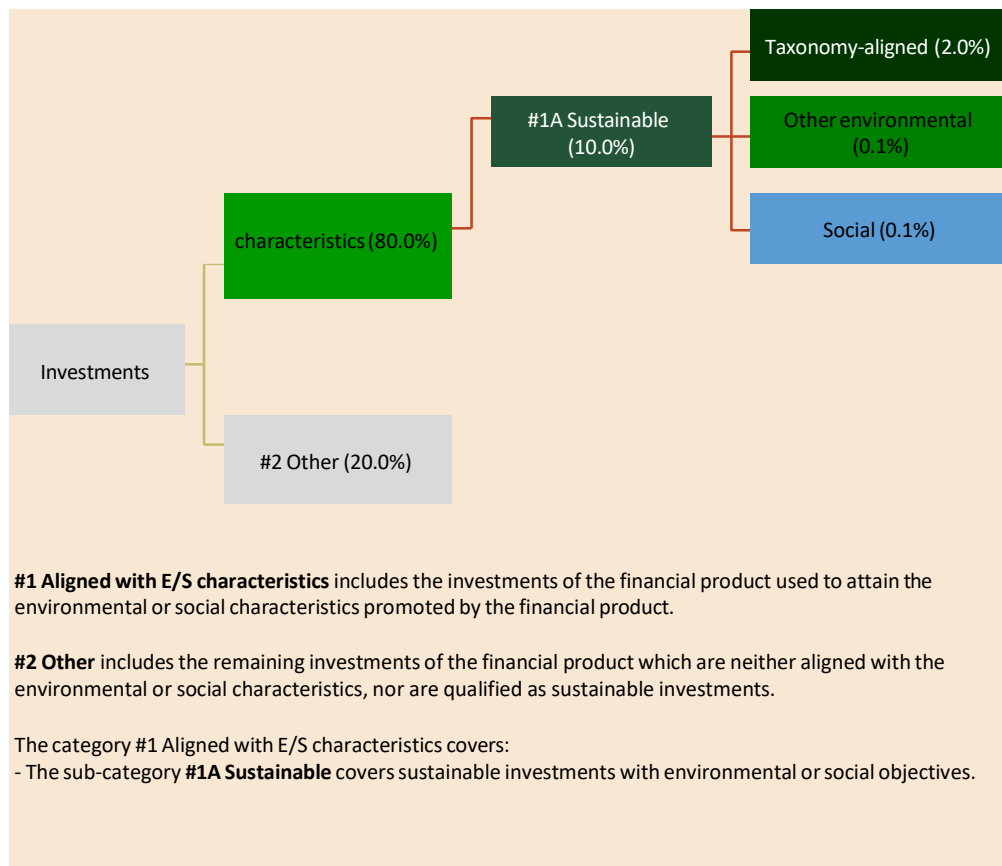 Taxonomy-aligned (2.0%)
#1A Sustainable
(10.0%)
Other environmental
(0.1%)
Social (0.1%)
characteristics (80.0%)
Investments
#2 Other (20.0%)
#1 Aligned with E/S characteristics includes the investments of the financial product used to attain the
environmental or social characteristics promoted by the financial product.
#2 Other includes the remaining investments of the financial product which are neither aligned with the
environmental or social characteristics, nor are qualified as sustainable investments.
The category #1 Aligned with E/S characteristics covers:
- The sub-category #1A Sustainable covers sustainable investments with environmental or social objectives.